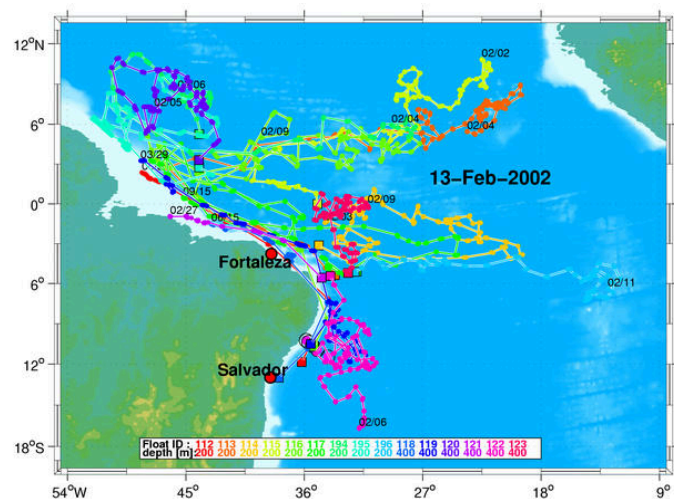 12°N
02/02
07/06
02/05
02/09
02/04
6°N
02/04
03/29
13-Feb-2002
09/15
02/09
0°
02/27
06/15
03
Fortaleza
6°S
02/11
12°S
Salvador
02/06
18°S
Float ID : 112 113 114 115 116 117 194 195 196 118 119 120 121 122 123
depth [m] 200 200 200 200 200 200 200 200 200 400 400 400 400 400 400
54°W 45°W 36°W 27°W 18°W 9°W